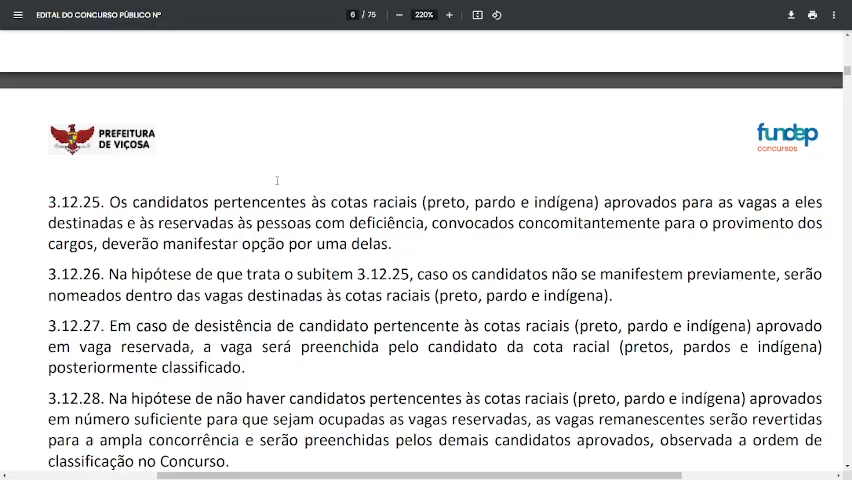 EDITAL DO CONCURSO PÚBLICO Nº
6 / 75
220%
PREFEITURA
DE VIÇOSA
fundep
concursos
3.12.25. Os candidatos pertencentes às cotas raciais (preto, pardo e indígena) aprovados para as vagas a eles
destinadas e às reservadas às pessoas com deficiência, convocados concomitantemente para o provimento dos
cargos, deverão manifestar opção por uma delas.
3.12.26. Na hipótese de que trata o subitem 3.12.25, caso os candidatos não se manifestem previamente, serão
nomeados dentro das vagas destinadas às cotas raciais (preto, pardo e indígena).
3.12.27. Em caso de desistência de candidato pertencente às cotas raciais (preto, pardo e indígena) aprovado
em vaga reservada, a vaga será preenchida pelo candidato da cota racial (pretos, pardos e indígena)
posteriormente classificado.
3.12.28. Na hipótese de não haver candidatos pertencentes às cotas raciais (preto, pardo e indígena) aprovados
em número suficiente para que sejam ocupadas as vagas reservadas, as vagas remanescentes serão revertidas
para a ampla concorrência e serão preenchidas pelos demais candidatos aprovados, observada a ordem de
classificação no Concurso.